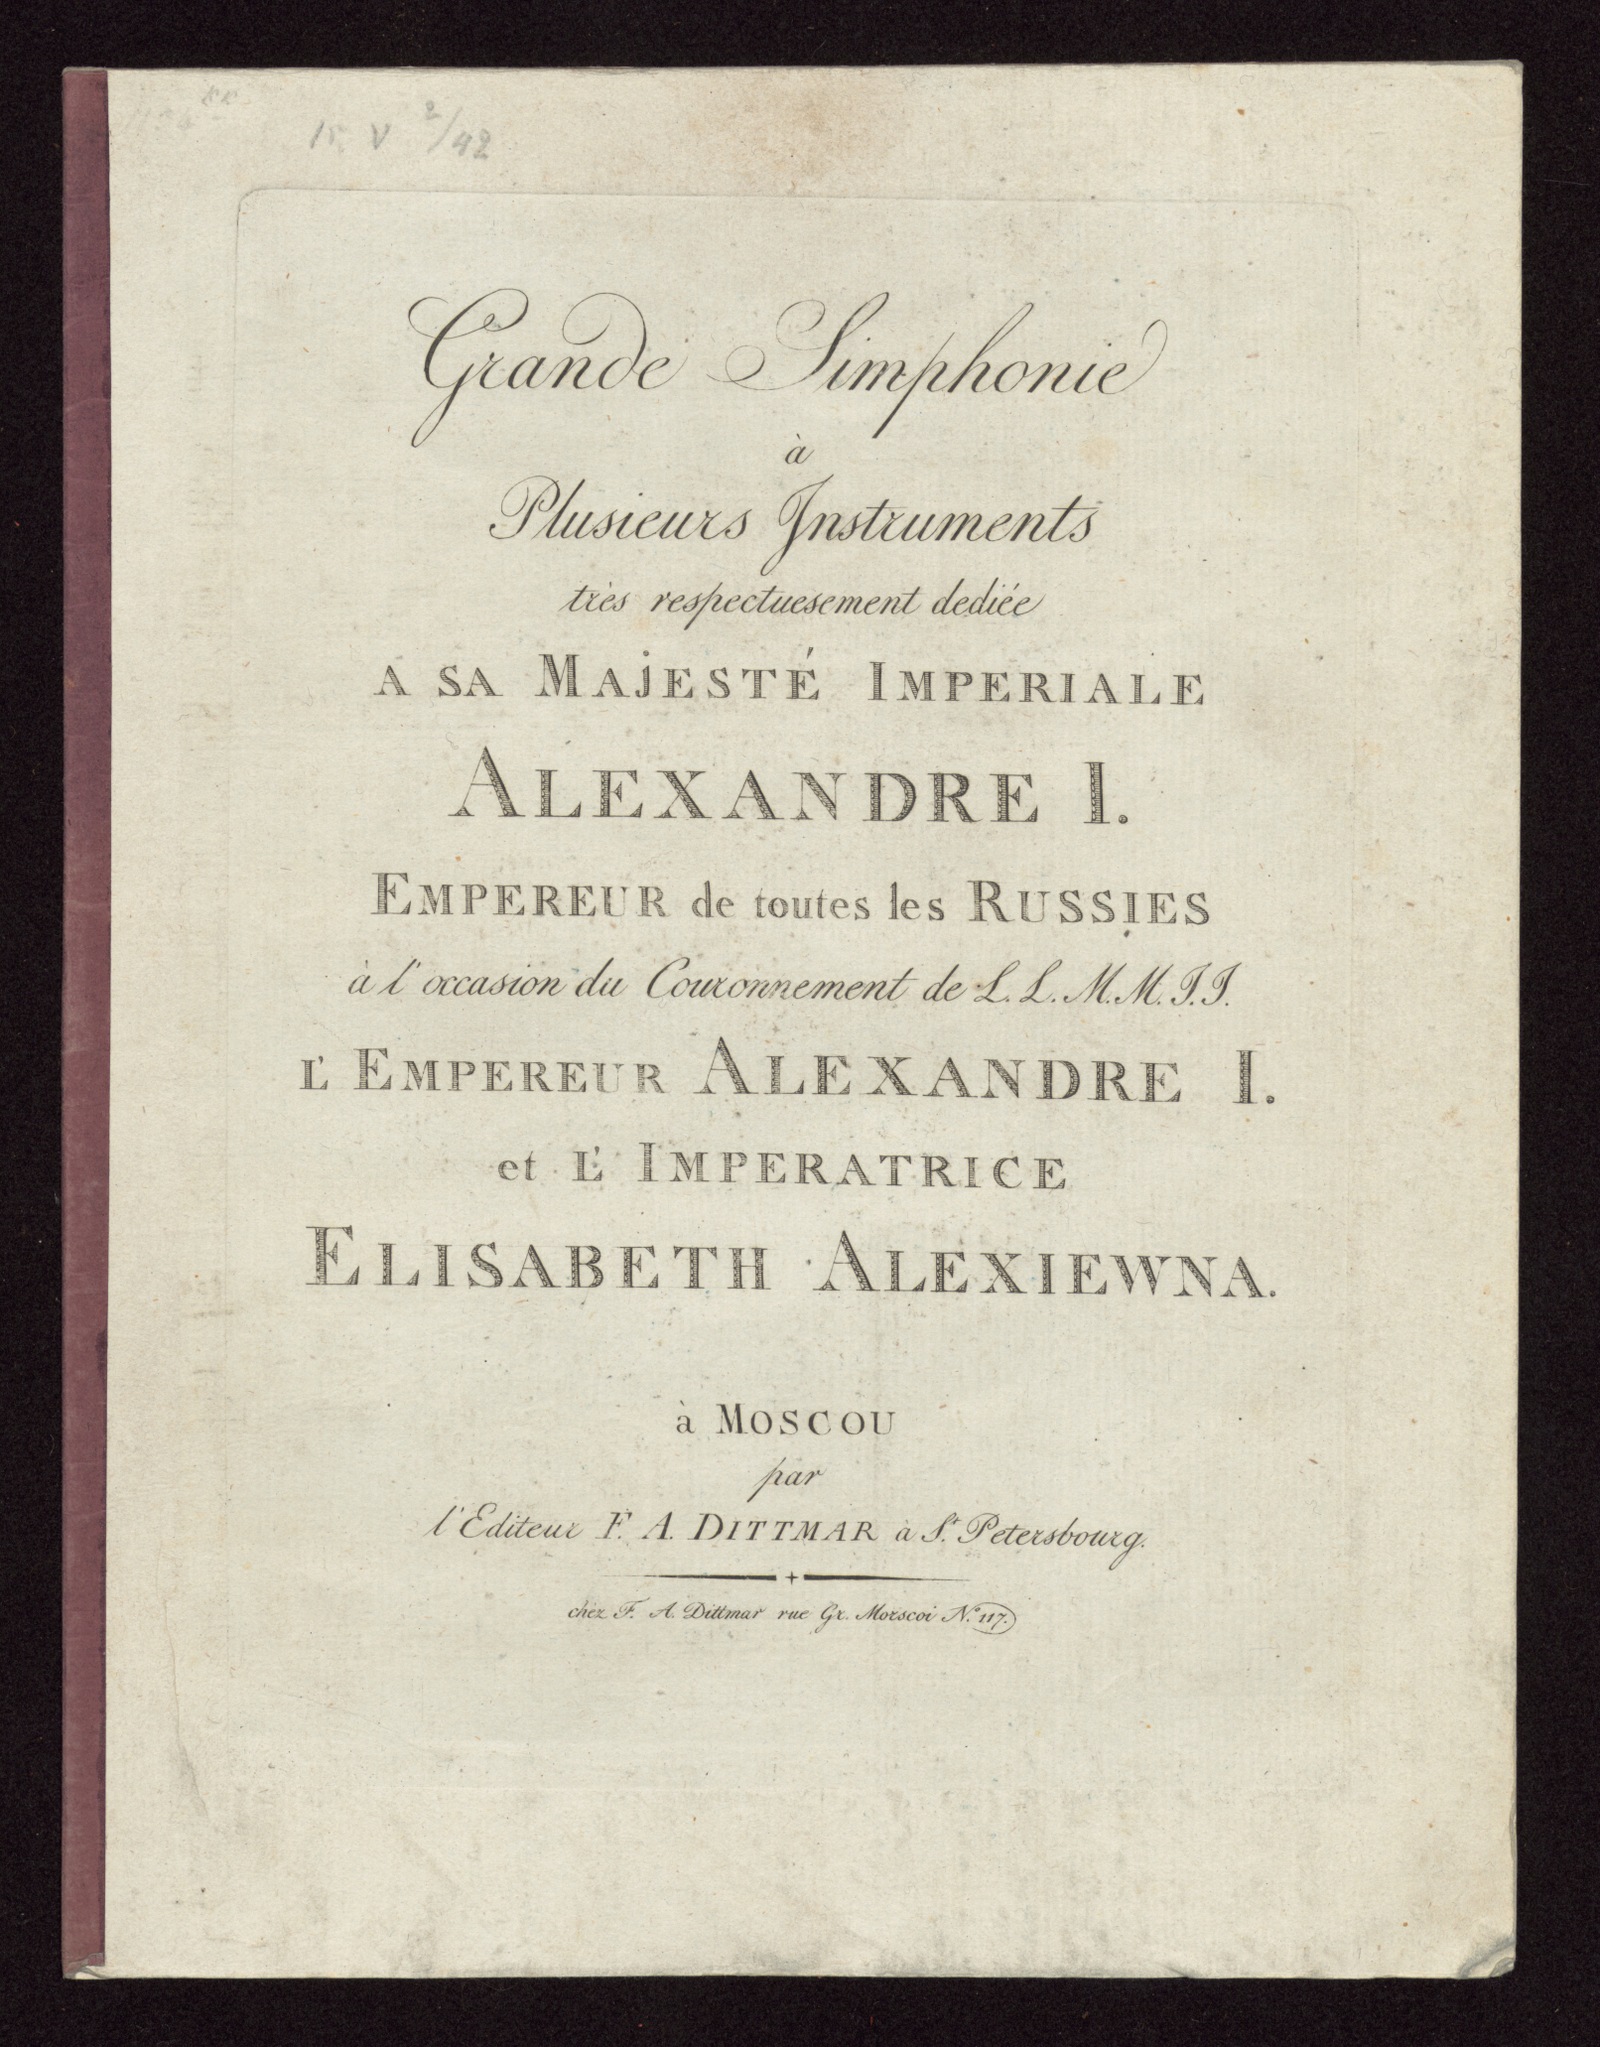 15. V 2/42
Grande Simphonie
à
Plusieurs Instruments
très respectuesement dediée
A SA MAJESTÉ IMPERIALE
ALEXANDRE I.
EMPEREUR de toutes les RUSSIES
à l'occasion du Couronnement de L. L. M. M. J. J.
L' EMPEREUR ALEXANDRE I.
et L' IMPERATRICE
ELISABETH ALEXIEWNA.
à MOSCOU
par
l'Editeur F. A. DITTMAR à St. Petersbourg.
chez F. A. Dittmar rue Gr. Morscoi No. 117.